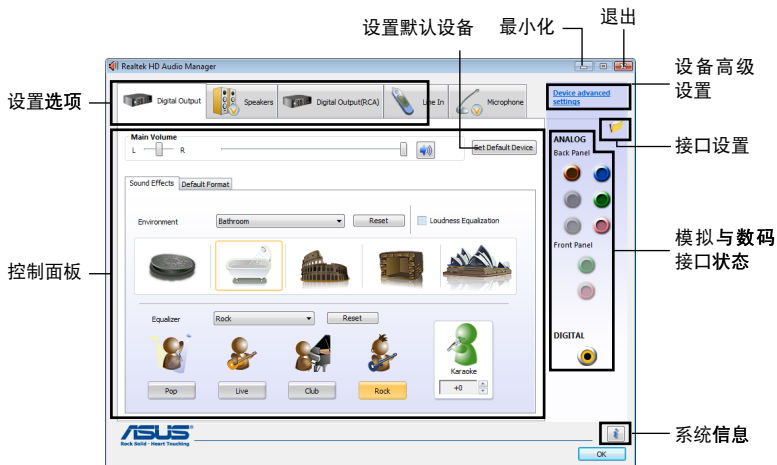 设置默认设备
最小化
退出
Realtek HD Audio Manager
设置选项
Digital Output
Speakers
Digital Output(RCA)
Line In
Microphone
Device advanced
settings
设备高级
设置
Main Volume
L
R
Set Default Device
接口设置
ANALOG
Back Panel
Sound Effects
Default Format
Environment
Bathroom
Reset
Loudness Equalization
Front Panel
模拟与数码
接口状态
控制面板
Equalizer
Rock
Reset
DIGITAL
Karaoke
Pop
Live
Club
Rock
+0
ASUS
Rock Solid - Heart Touching
系统信息
OK